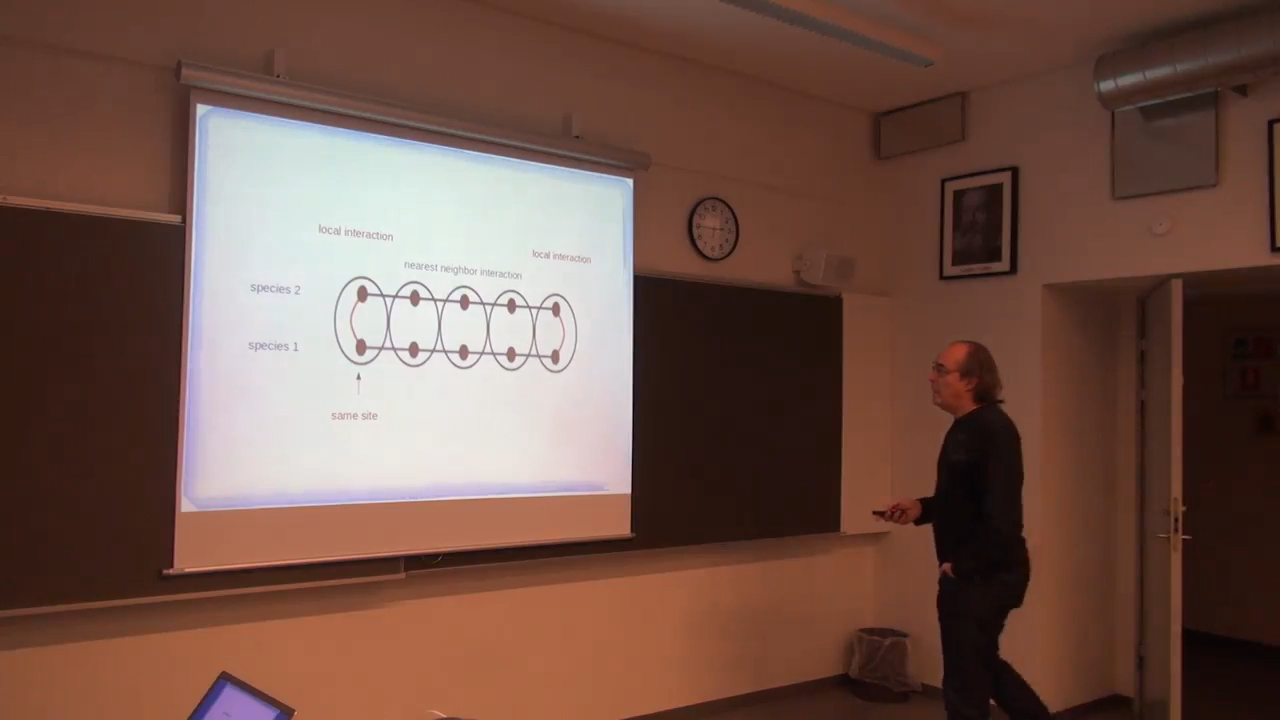 local interaction
local interaction
nearest neighbor interaction
species 2
species 1
same site